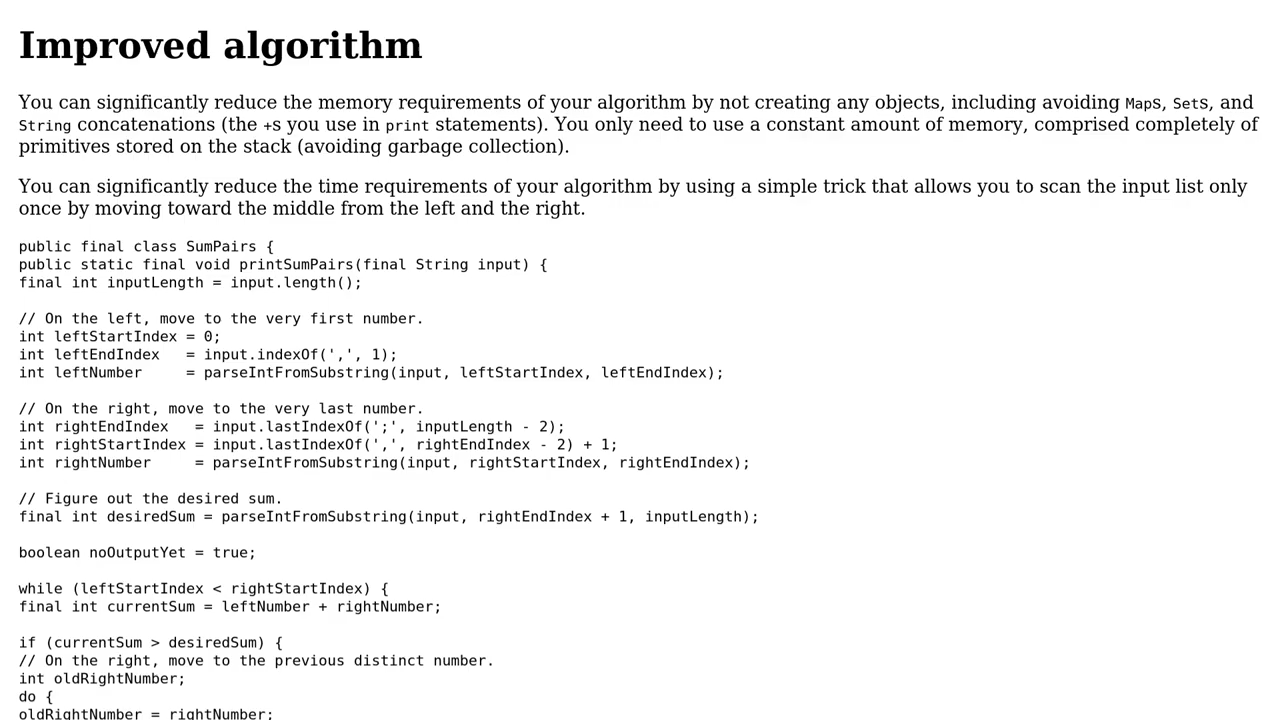 Improved algorithm
You can significantly reduce the memory requirements of your algorithm by not creating any objects, including avoiding Maps, Sets, and
String concatenations (the +s you use in print statements). You only need to use a constant amount of memory, comprised completely of
primitives stored on the stack (avoiding garbage collection).
You can significantly reduce the time requirements of your algorithm by using a simple trick that allows you to scan the input list only
once by moving toward the middle from the left and the right.
public final class SumPairs {
public static final void printSumPairs(final String input) {
final int inputLength = input.length();
// On the left, move to the very first number.
int leftStartIndex = 0;
int leftEndIndex   = input.indexOf(',', 1);
int leftNumber     = parseIntFromSubstring(input, leftStartIndex, leftEndIndex);
// On the right, move to the very last number.
int rightEndIndex   = input.lastIndexOf(';', inputLength - 2);
int rightStartIndex = input.lastIndexOf(',', rightEndIndex - 2) + 1;
int rightNumber     = parseIntFromSubstring(input, rightStartIndex, rightEndIndex);
// Figure out the desired sum.
final int desiredSum = parseIntFromSubstring(input, rightEndIndex + 1, inputLength);
boolean noOutputYet = true;
while (leftStartIndex < rightStartIndex) {
final int currentSum = leftNumber + rightNumber;
if (currentSum > desiredSum) {
// On the right, move to the previous distinct number.
int oldRightNumber;
do {
oldRightNumber = rightNumber;